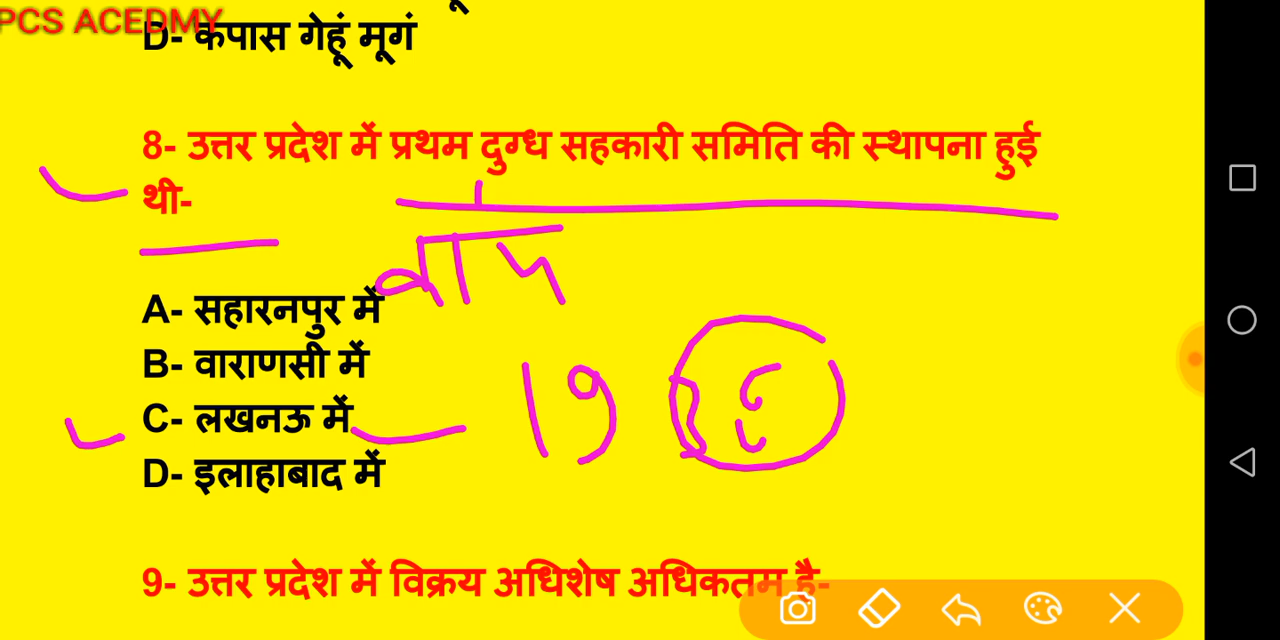 PCS ACEDMY
D- कपास गेहूं मूगं
8- उत्तर प्रदेश में प्रथम दुग्ध सहकारी समिति की स्थापना हुई
थी-
A- सहारनपुर में
B- वाराणसी में
C- लखनऊ में
D- इलाहाबाद में
9- उत्तर प्रदेश में विक्रय अधिशेष अधिकतम है-